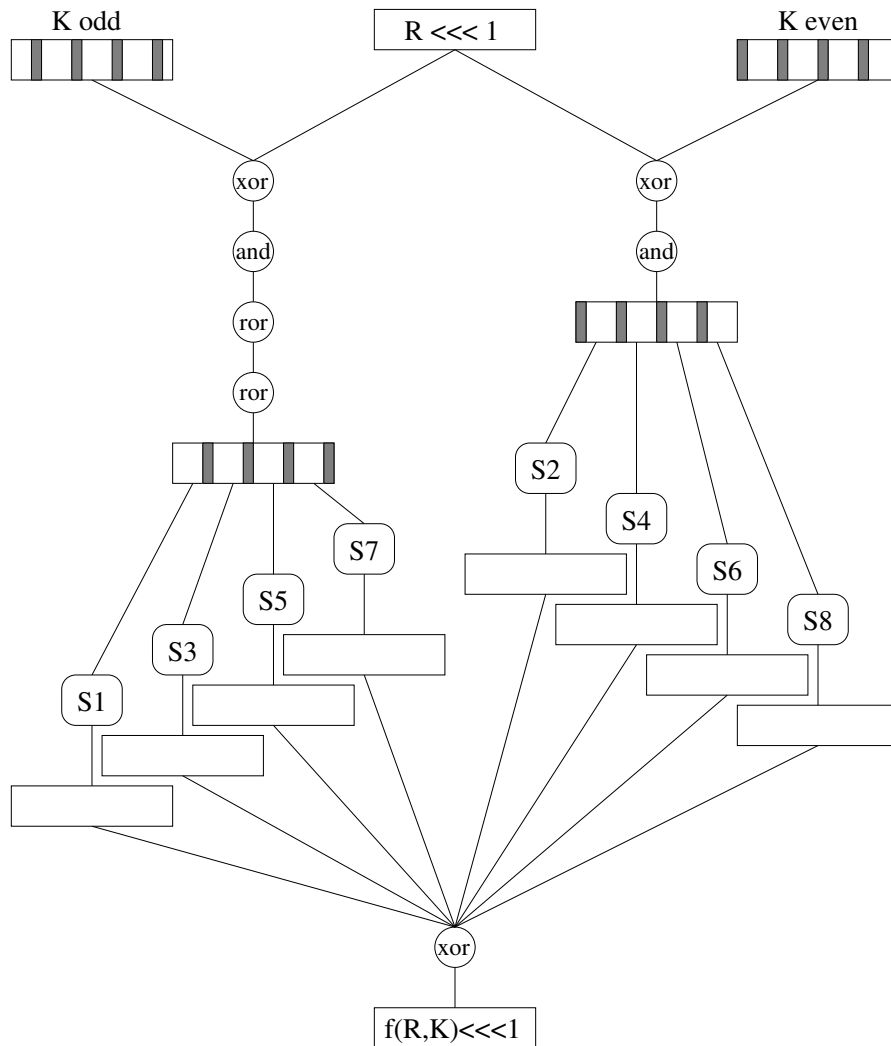 K odd
R <<< 1
K even
xor
xor
and
and
ror
ror
S2
S4
S7
S6
S5
S8
S3
S1
xor
f(R,K)<<<1